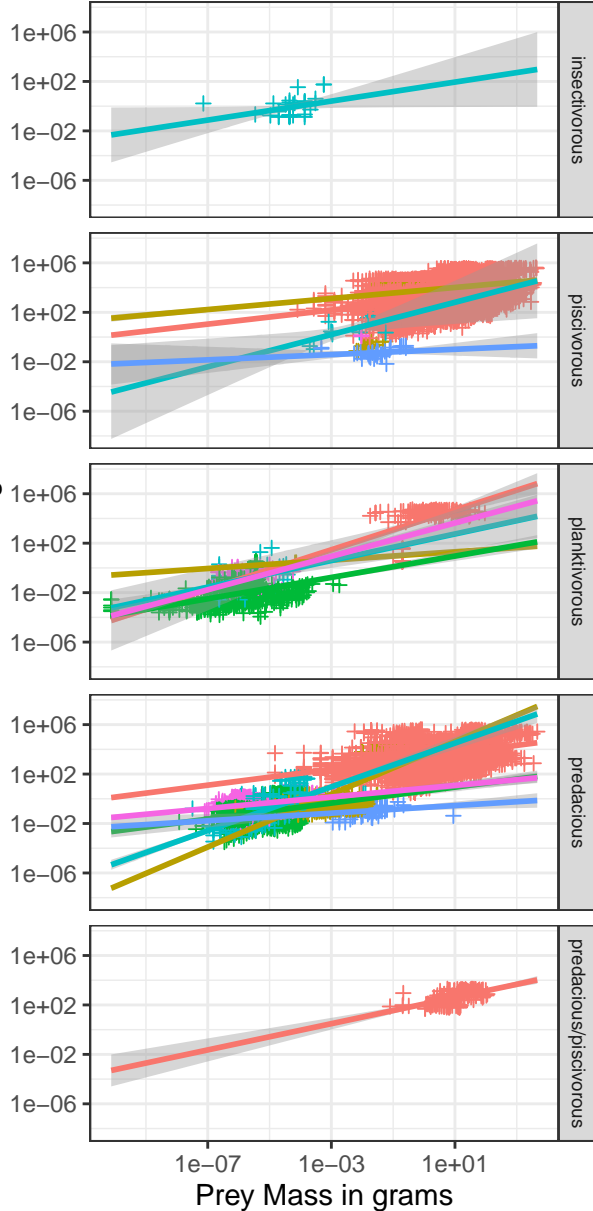 1e+06
1e+02
1e−02
1e−06
insectivorous
1e+06
1e+02
1e−02
1e−06
piscivorous
1e+06
1e+02
1e−02
1e−06
planktivorous
1e+06
1e+02
1e−02
1e−06
predacious
1e+06
1e+02
1e−02
1e−06
predacious/piscivorous
1e−07 1e−03 1e+01
Prey Mass in grams